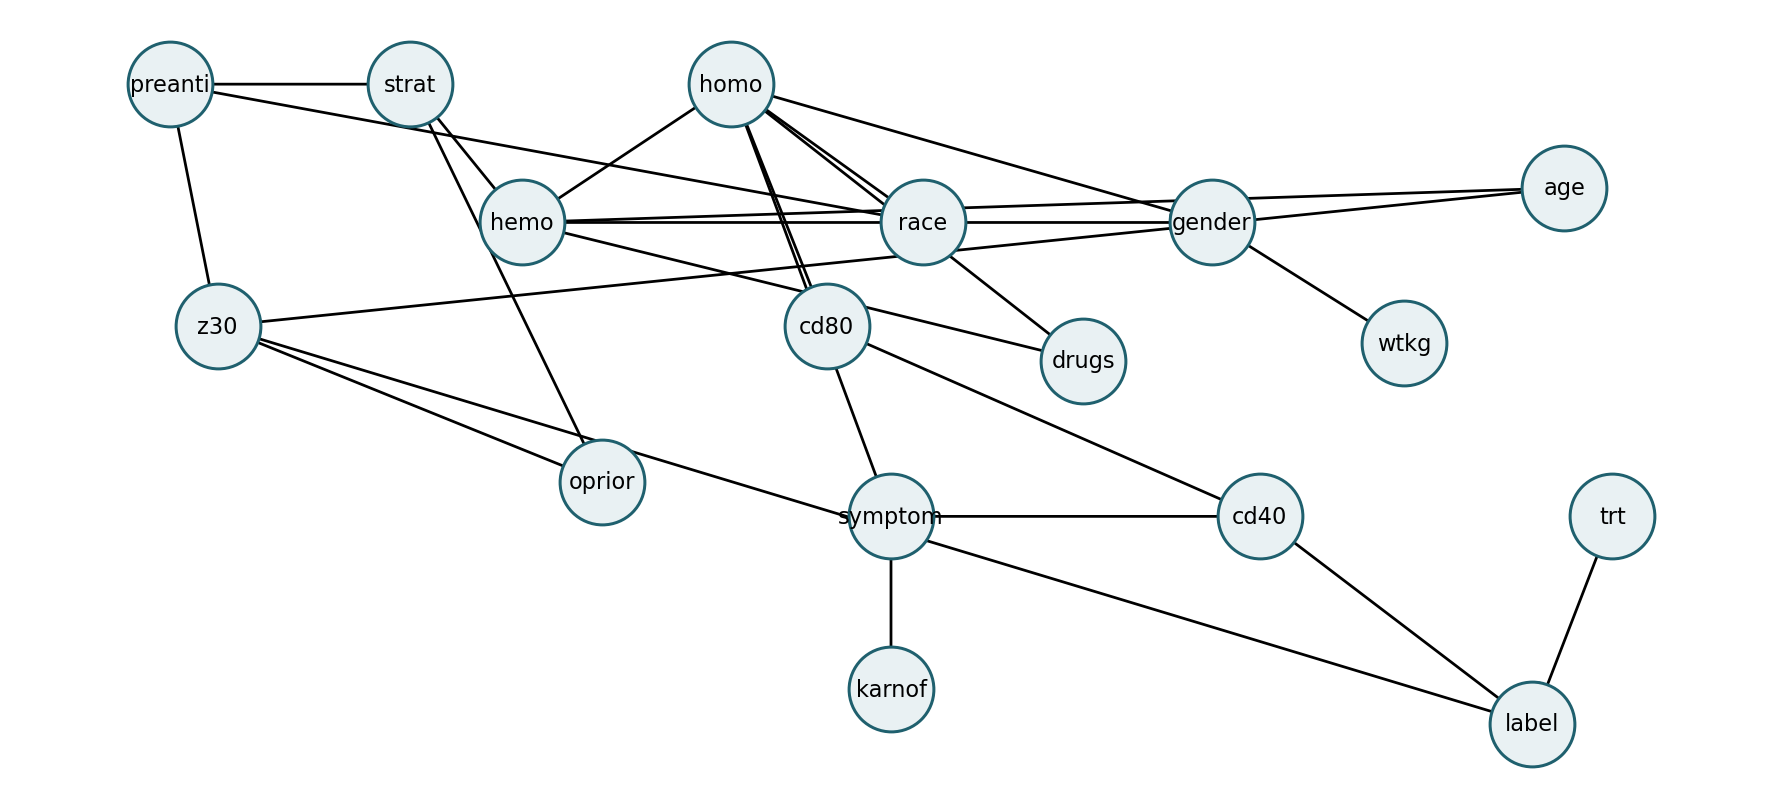 preanti
strat
homo
age
hemo
race
gender
z30
cd80
wtkg
drugs
oprior
symptom
cd40
trt
karnof
label